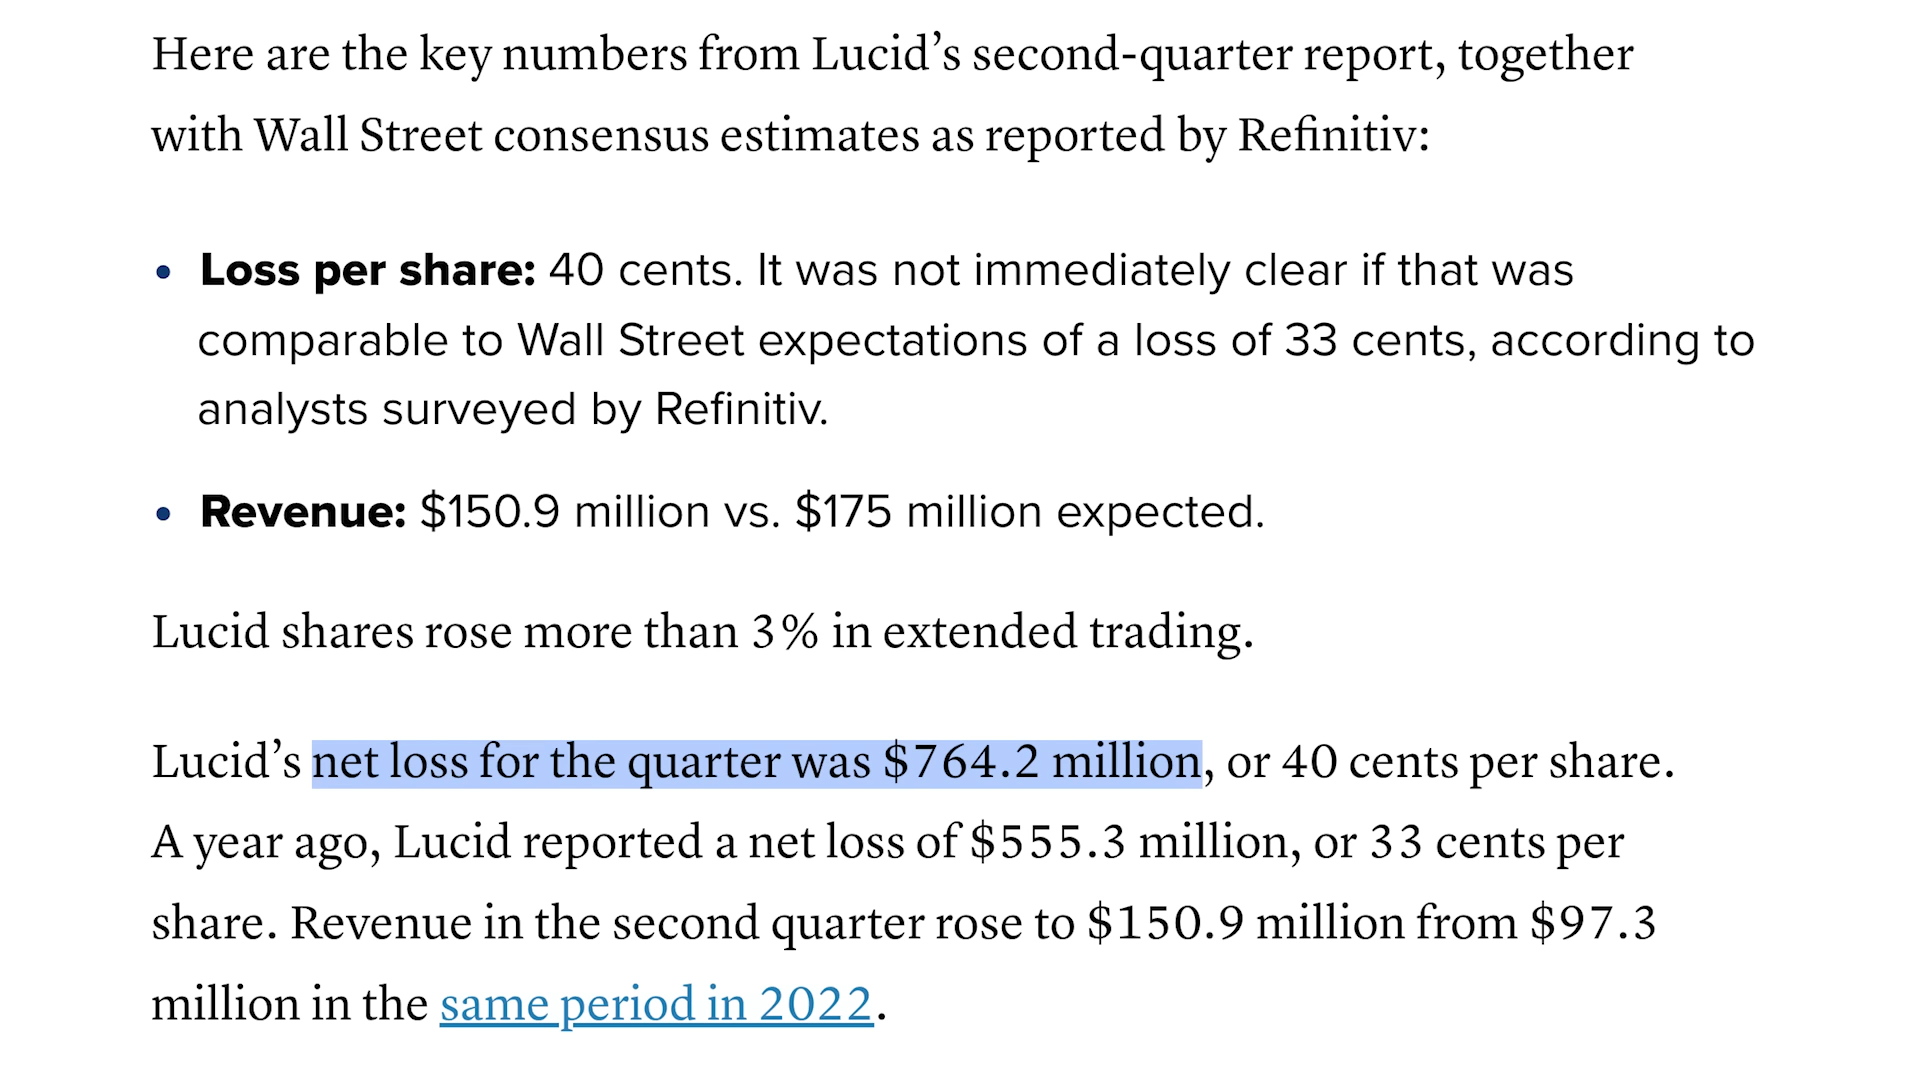 Here are the key numbers from Lucid’s second-quarter report, together
with Wall Street consensus estimates as reported by Refinitiv:
• Loss per share: 40 cents. It was not immediately clear if that was
comparable to Wall Street expectations of a loss of 33 cents, according to
analysts surveyed by Refinitiv.
• Revenue: $150.9 million vs. $175 million expected.
Lucid shares rose more than 3% in extended trading.
Lucid’s net loss for the quarter was $764.2 million, or 40 cents per share.
A year ago, Lucid reported a net loss of $555.3 million, or 33 cents per
share. Revenue in the second quarter rose to $150.9 million from $97.3
million in the same period in 2022.